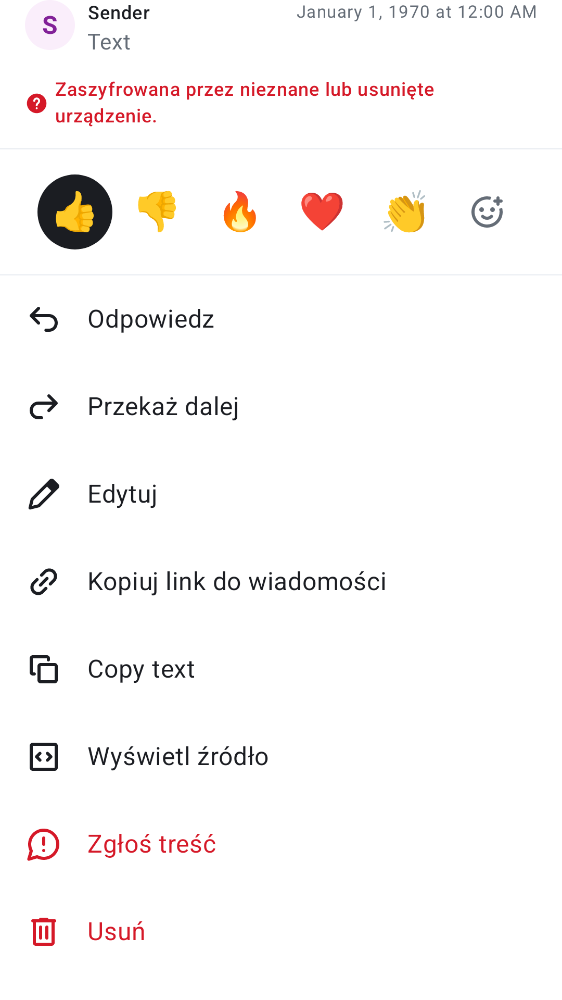 S
Sender
January 1, 1970 at 12:00 AM
Text
Zaszyfrowana przez nieznane lub usunięte
urządzenie.
Odpowiedz
Przekaż dalej
Edytuj
Kopiuj link do wiadomości
Copy text
Wyświetl źródło
Zgłoś treść
Usuń